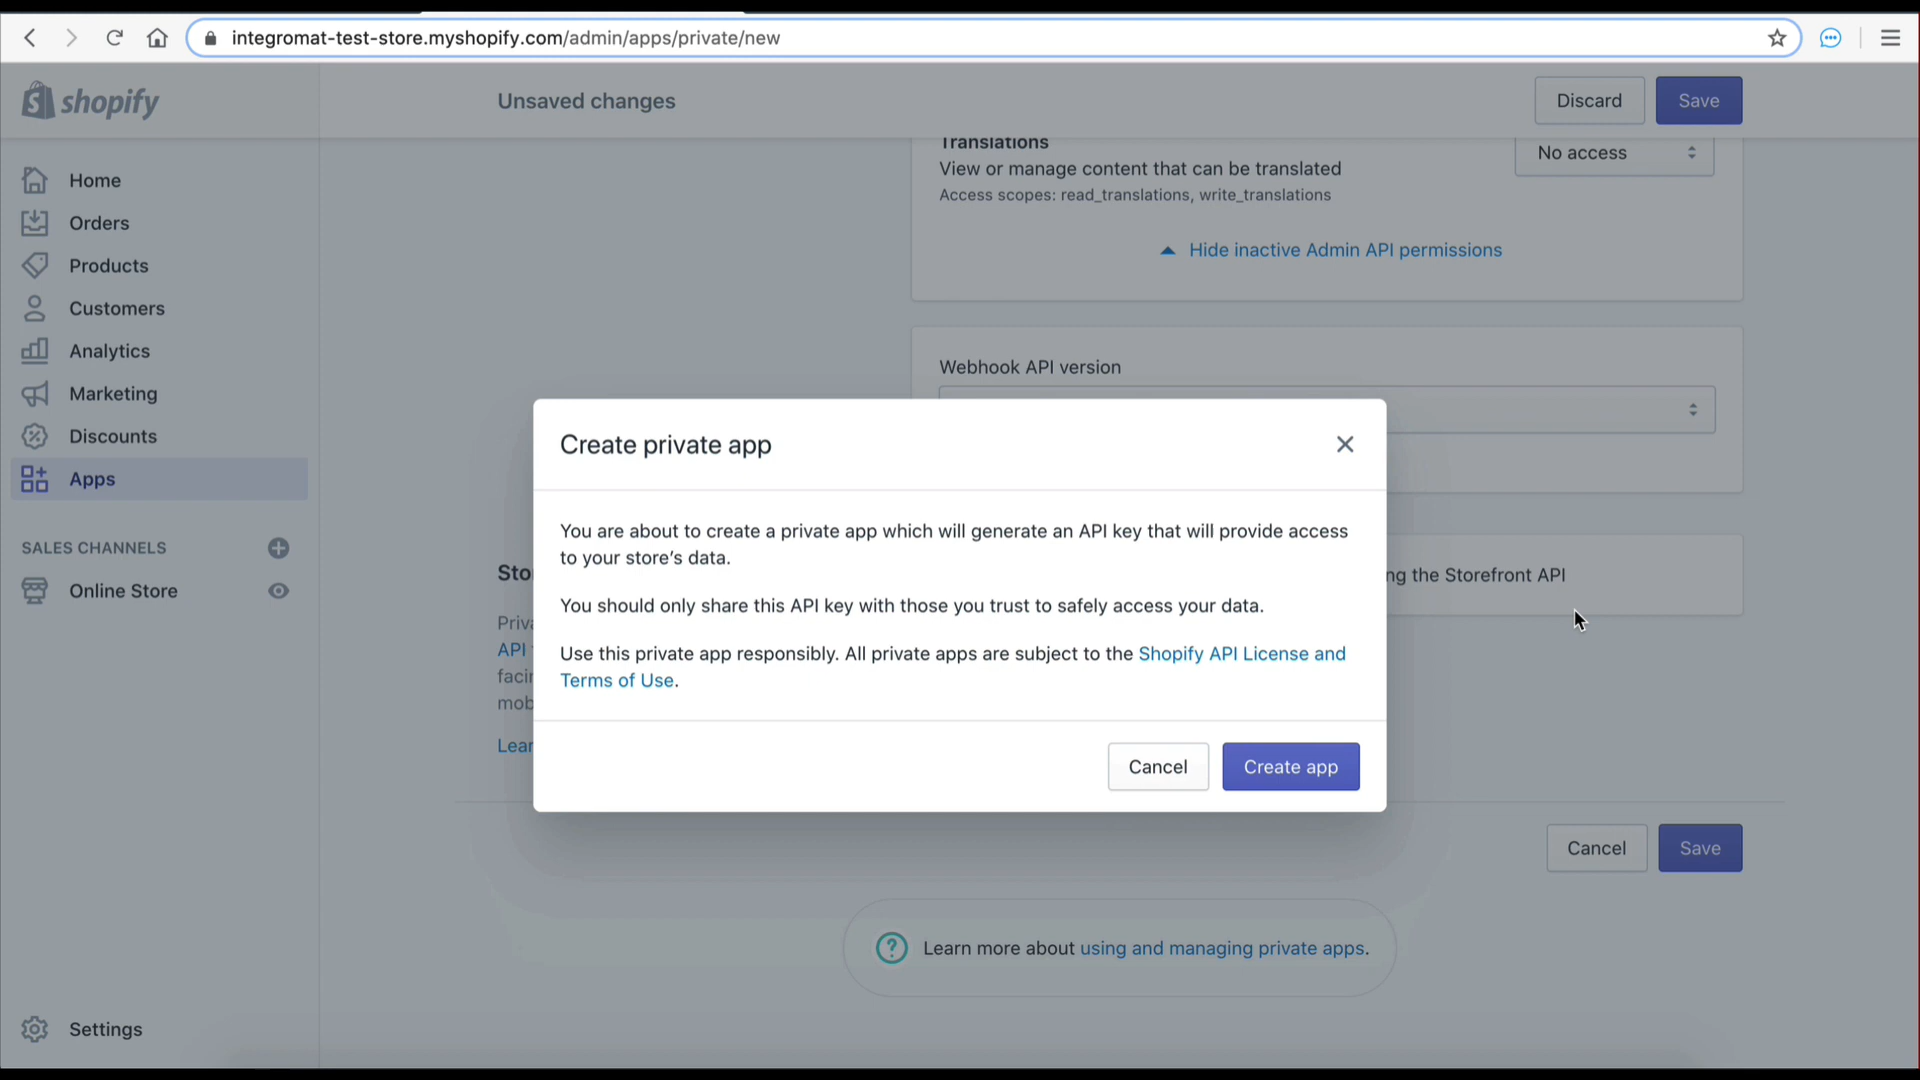 integromat-test-store.myshopify.com/admin/apps/private/new
shopify
Unsaved changes
Discard
Save
Home
Orders
Products
Customers
Analytics
Marketing
Discounts
Apps
SALES CHANNELS
Online Store
Settings
Translations
View or manage content that can be translated
Access scopes: read_translations, write_translations
No access
Hide inactive Admin API permissions
Webhook API version
Create private app
You are about to create a private app which will generate an API key that will provide access
to your store's data.
You should only share this API key with those you trust to safely access your data.
Use this private app responsibly. All private apps are subject to the Shopify API License and
Terms of Use.
Cancel
Create app
Sto
ng the Storefront API
Priva
API
facin
mob
Lear
Cancel
Save
Learn more about using and managing private apps.